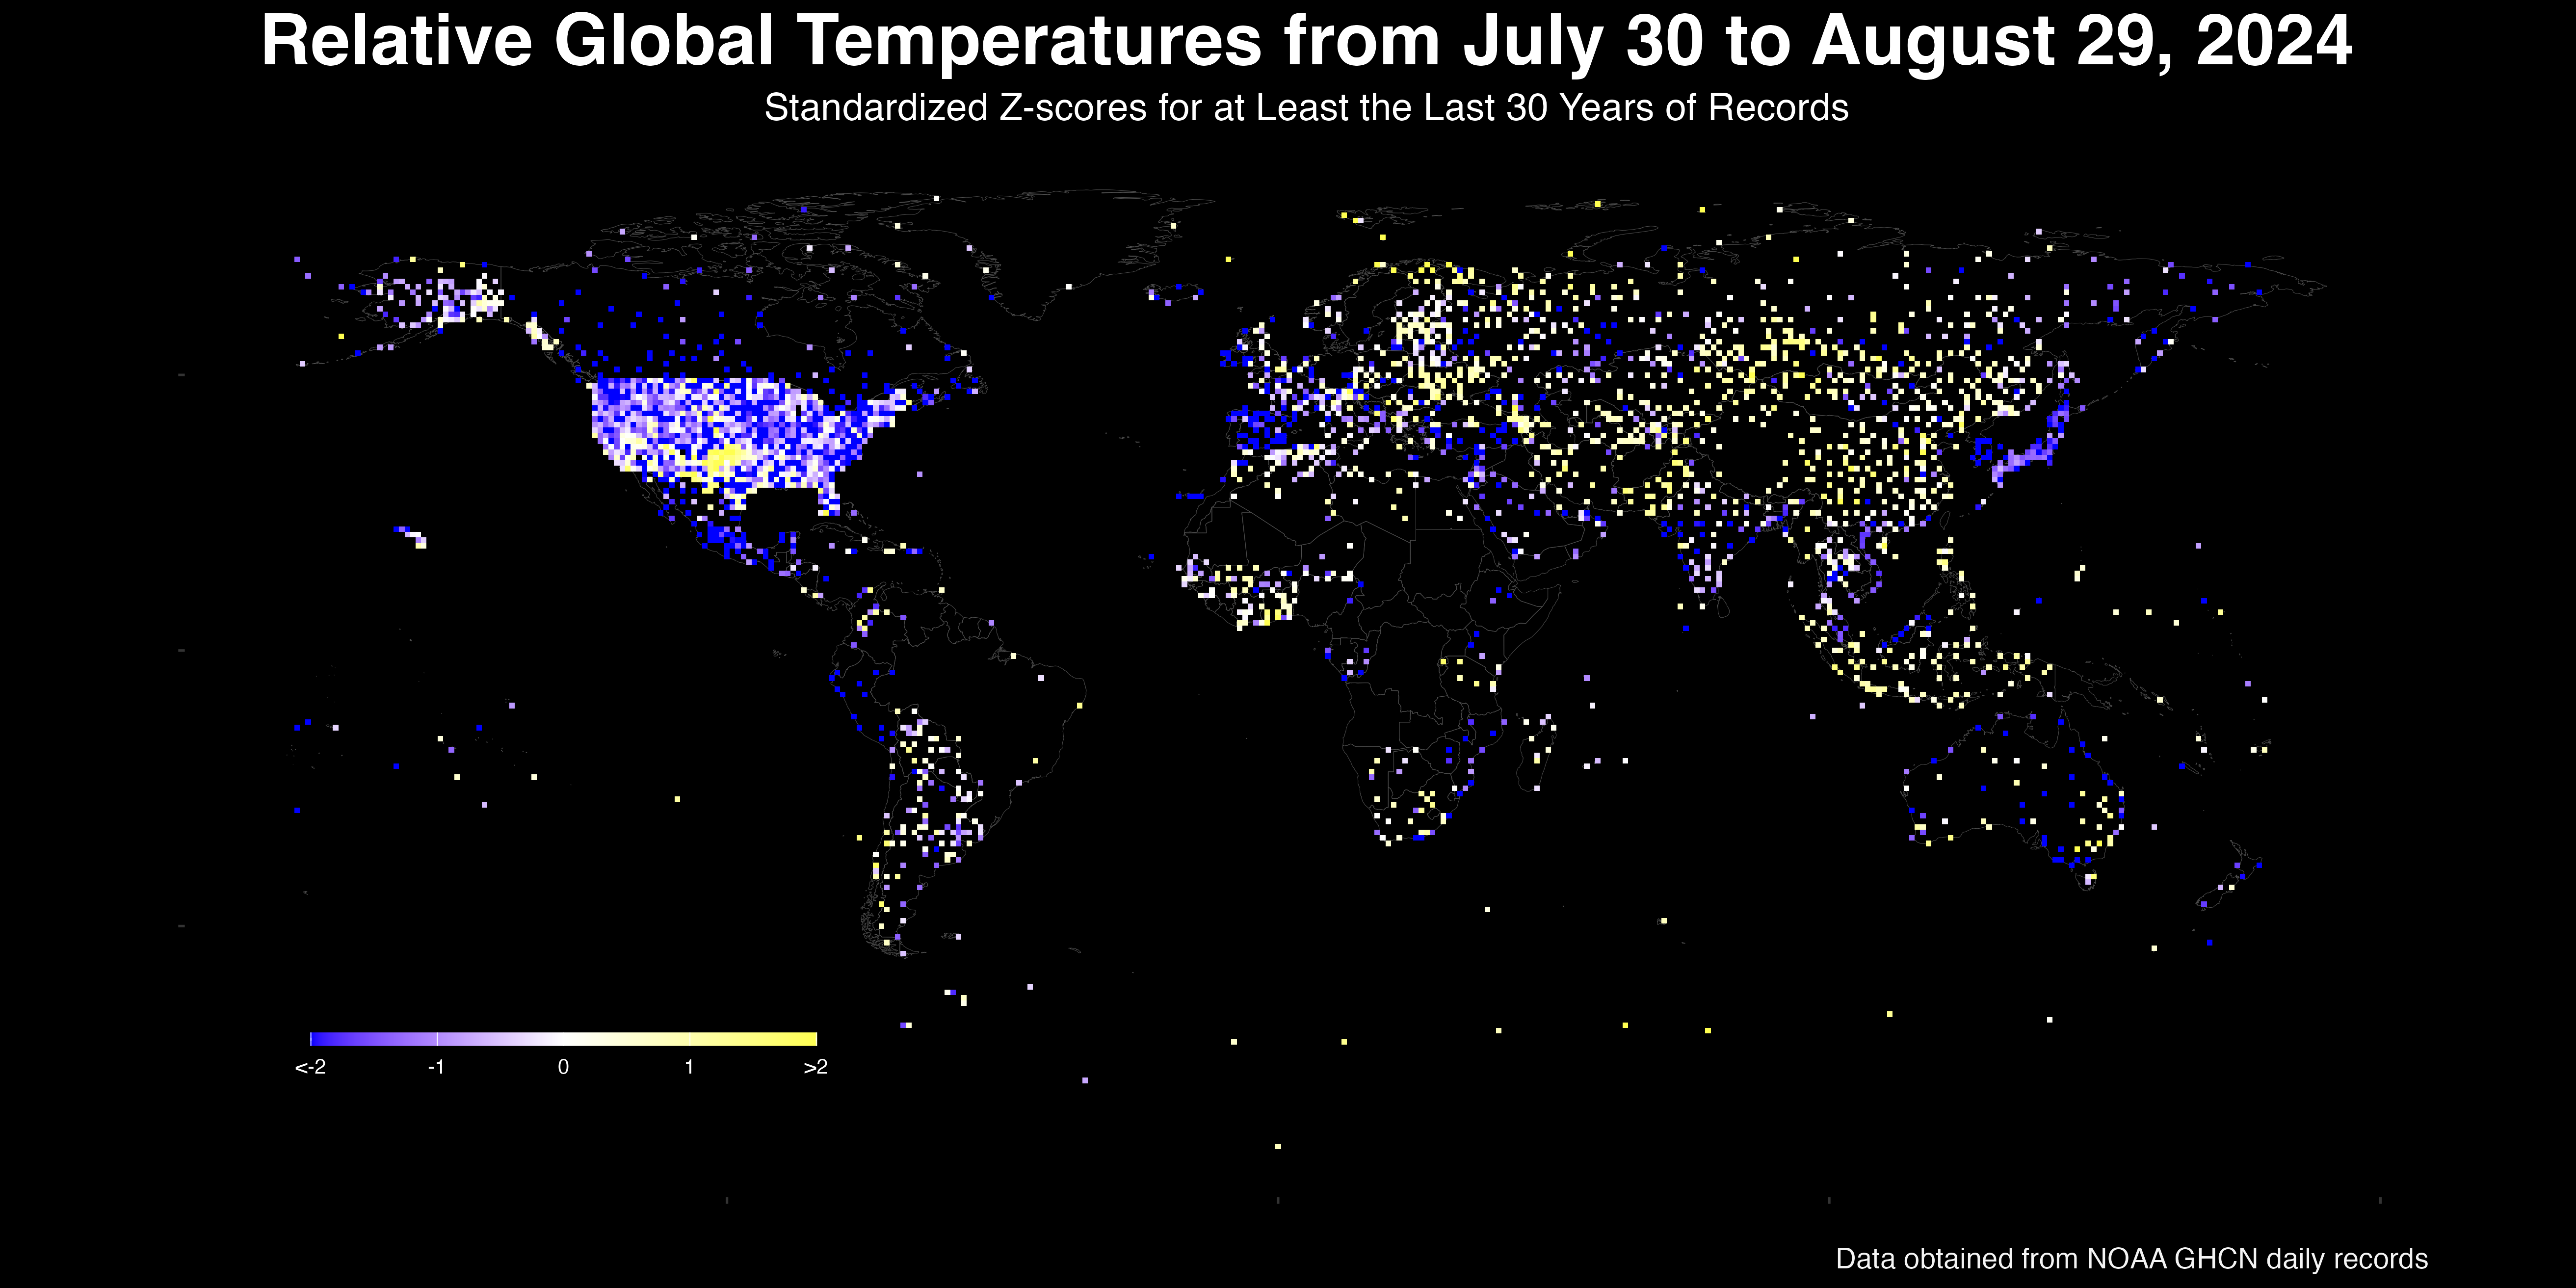 Relative Global Temperatures from July 30 to August 29, 2024
Standardized Z-scores for at Least the Last 30 Years of Records
<-2 -1 0 1 >2
Data obtained from NOAA GHCN daily records